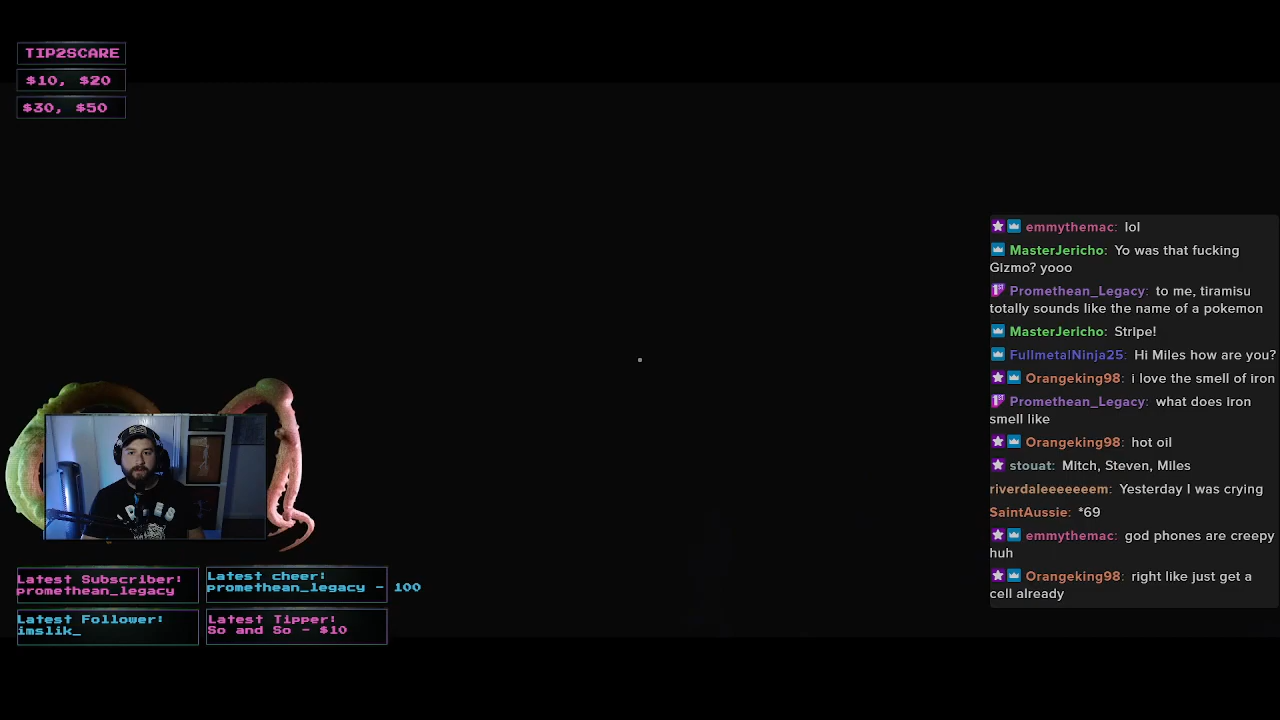 TIP2SCARE
$10, $20
$30, $50
emmythemac: lol
MasterJericho: Yo was that fucking
Gizmo? yooo
Promethean_Legacy: to me, tiramisu
totally sounds like the name of a pokemon
MasterJericho: Stripe!
FullmetalNinja25: Hi Miles how are you?
Orangeking98: i love the smell of iron
Promethean_Legacy: what does iron
smell like
Orangeking98: hot oil
stouat: Mitch, Steven, Miles
riverdaleeeeeeem: Yesterday I was crying
SaintAussie: *69
emmythemac: god phones are creepy
huh
Orangeking98: right like just get a
cell already
Latest Subscriber:
promethean_legacy
Latest cheer:
promethean_legacy - 100
Latest Follower:
imslik_
Latest Tipper:
So and So - $10